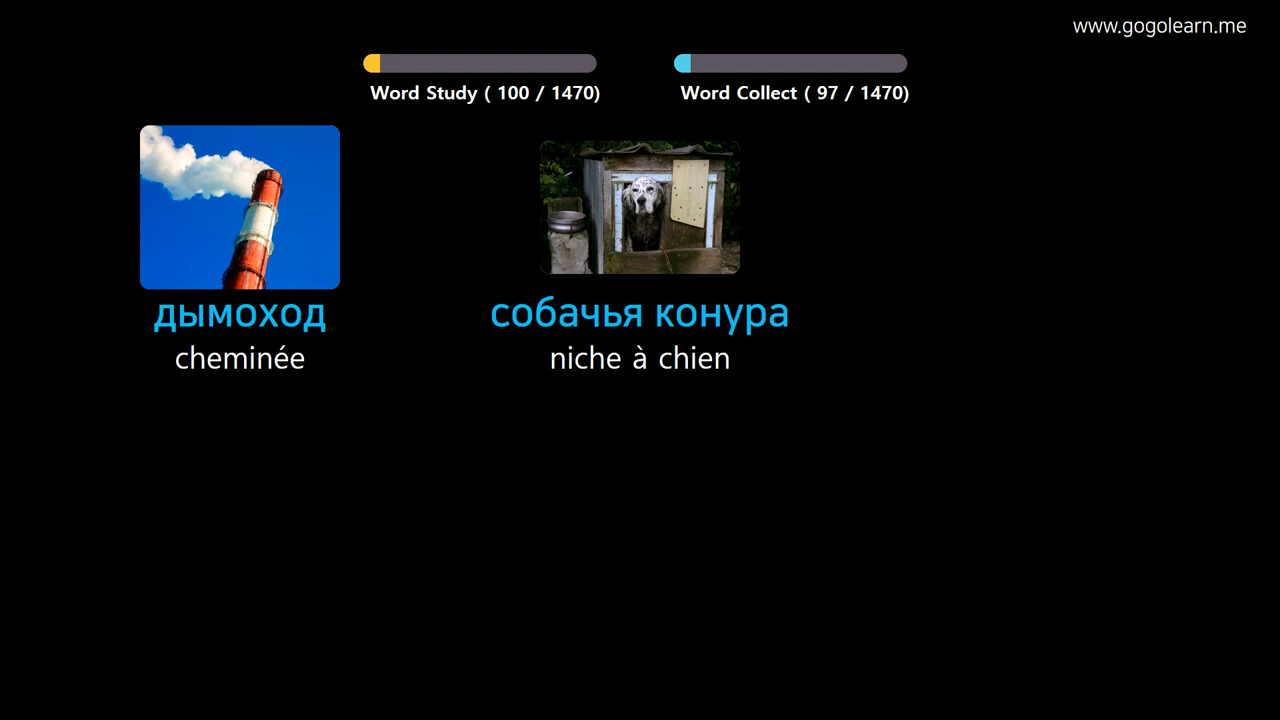 www.gogolearn.me
Word Study ( 100 / 1470)
Word Collect ( 97 / 1470)
дымоход
cheminée
собачья конура
niche à chien